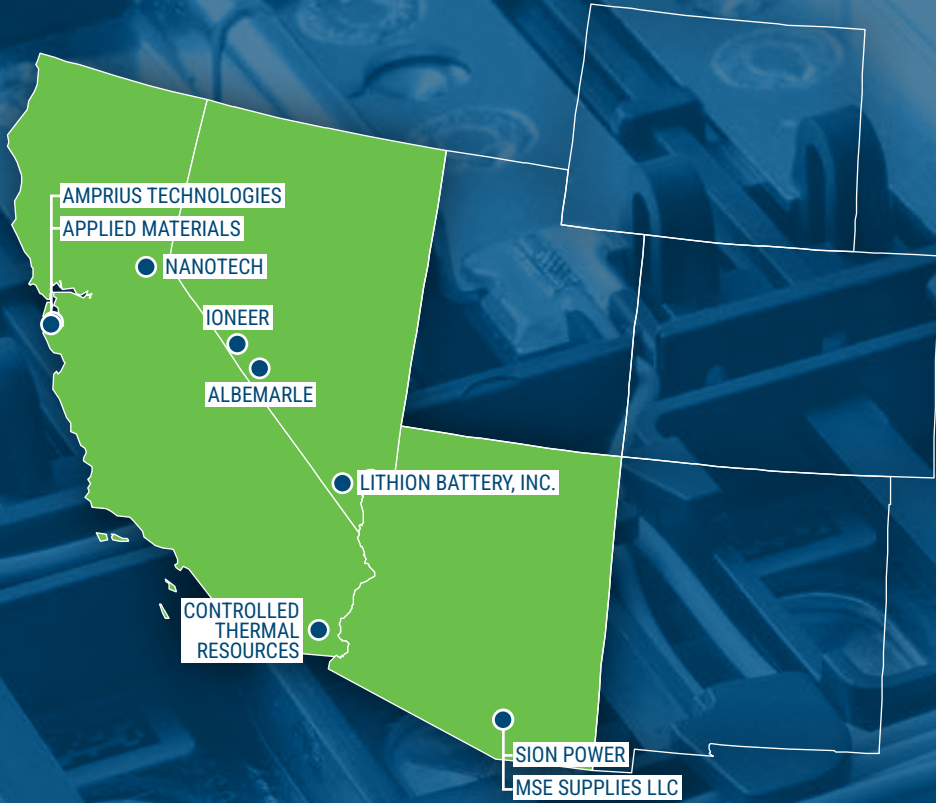 AMPRIUS TECHNOLOGIES
APPLIED MATERIALS
NANOTECH
IONEER
ALBEMARLE
LITHION BATTERY, INC.
CONTROLLED
THERMAL
RESOURCES
SION POWER
MSE SUPPLIES LLC